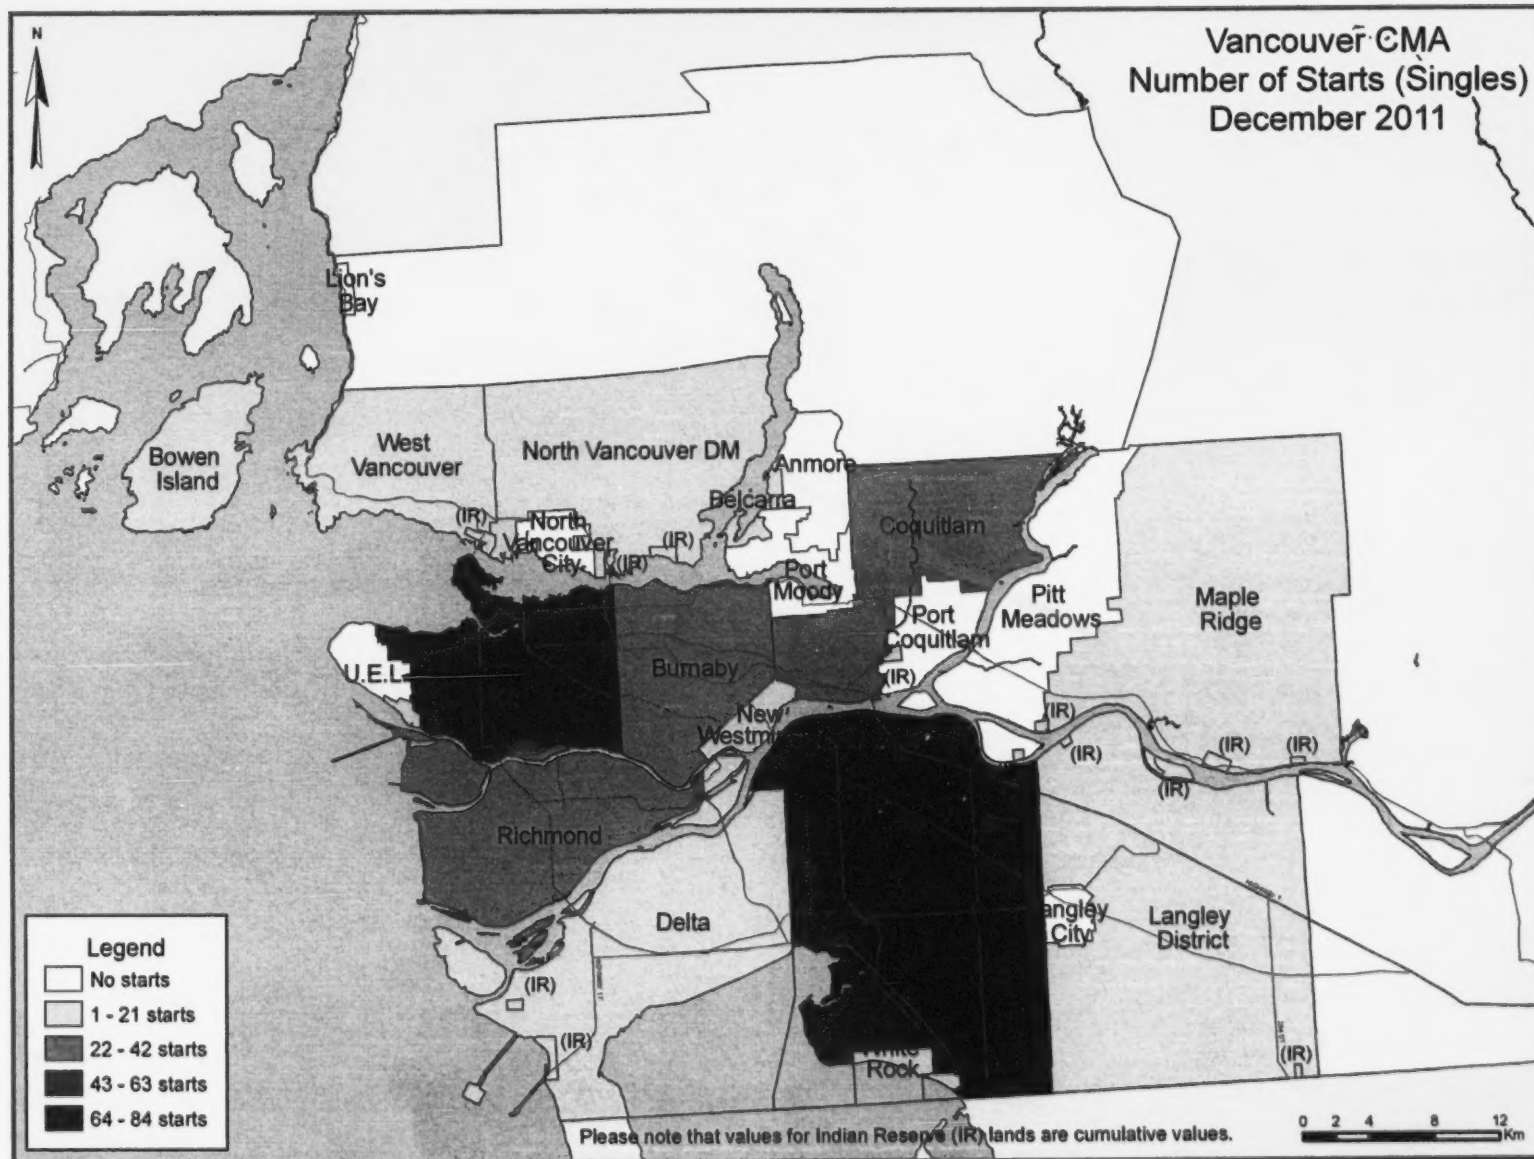 N
Vancouver CMA
Number of Starts (Singles)
December 2011
Lion's
Bay
Bowen
Island
West
Vancouver
North Vancouver DM
Anmore
Belcarra
Coquitlam
(IR)
North
Vancouver
City
(IR)
(IR)
Port
Moody
Pitt
Meadows
Maple
Ridge
Port
Coquitlam
Burnaby
U.E.L.
(IR)
New
Westmin
(IR)
(IR)
(IR)
(IR)
(IR)
Richmond
Delta
angley
City
Langley
District
(IR)
(IR)
White
Rock
(IR)
Legend
No starts
1 - 21 starts
22 - 42 starts
43 - 63 starts
64 - 84 starts
Please note that values for Indian Reserve (IR) lands are cumulative values.
0 2 4 8 12
Km